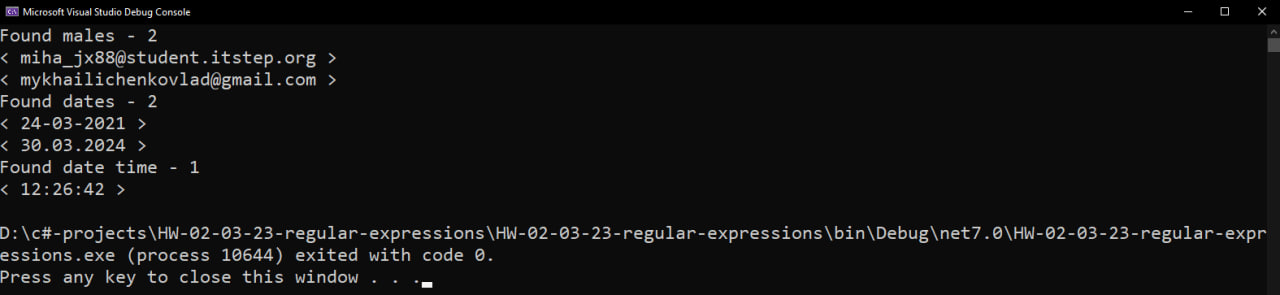 Microsoft Visual Studio Debug Console
Found males - 2
< miha_jx88@student.itstep.org >
< mykhailichenkovlad@gmail.com >
Found dates - 2
< 24-03-2021 >
< 30.03.2024 >
Found date time - 1
< 12:26:42 >
D:\c#-projects\HW-02-03-23-regular-expressions\HW-02-03-23-regular-expressions\bin\Debug\net7.0\HW-02-03-23-regular-expr
essions.exe (process 10644) exited with code 0.
Press any key to close this window . . .